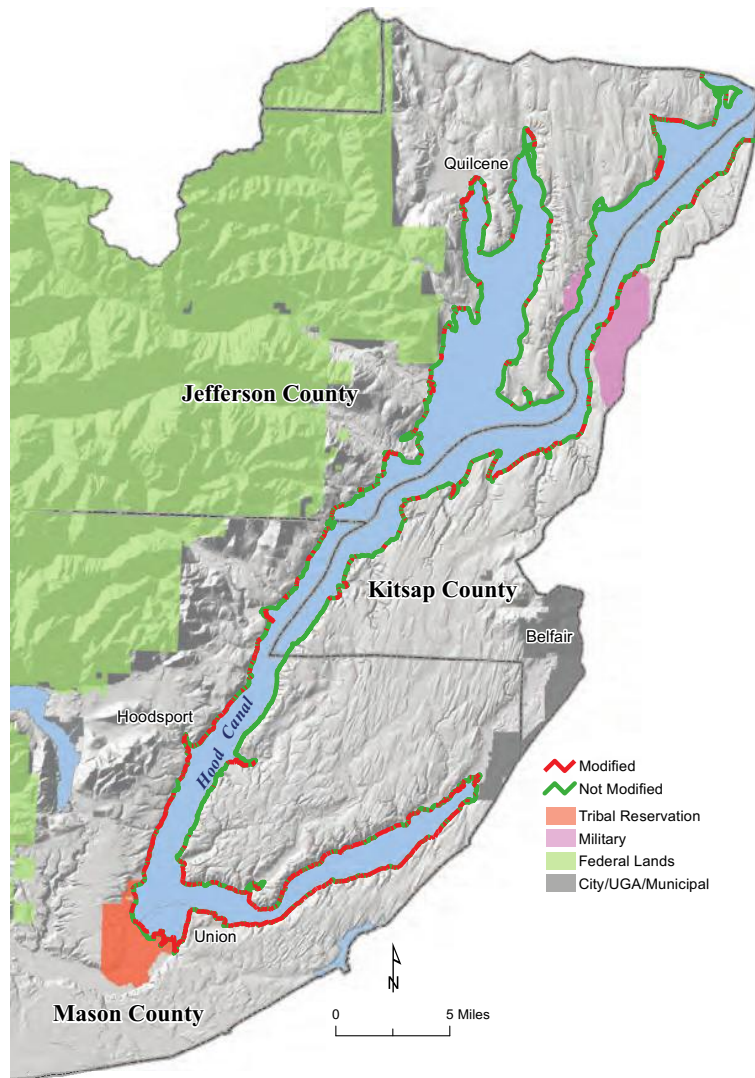 Quilcene
Jefferson County
Kitsap County
Belfair
Hoodsport
Hood Canal
Modified
Not Modified
Tribal Reservation
Military
Federal Lands
City/UGA/Municipal
Union
N
Mason County
0 5 Miles